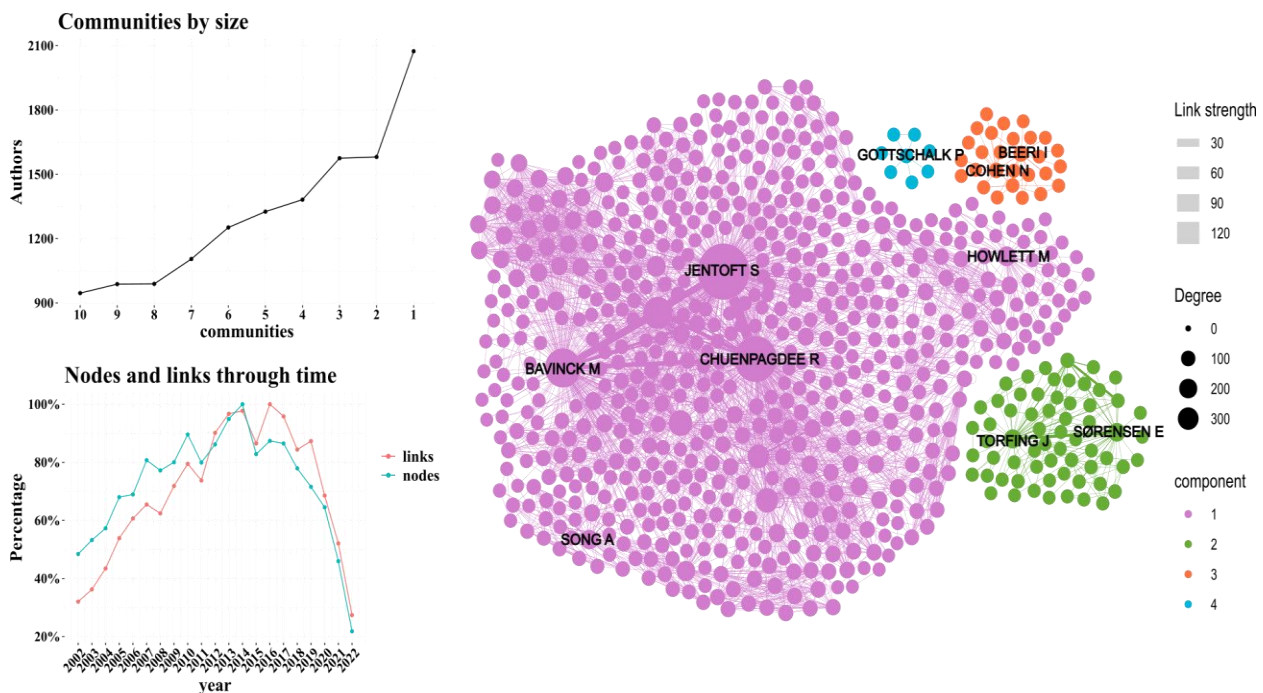 Communities by size
2100
1800
1500
1200
900
Authors
10 9 8 7 6 5 4 3 2 1
communities
Nodes and links through time
100%
80%
60%
40%
20%
Percentage
2002 2003 2004 2005 2006 2007 2008 2009 2010 2011 2012 2013 2014 2015 2016 2017 2018 2019 2020 2021 2022
year
links
nodes
GOTTSCHALK P
BEERI I
COHEN N
HOWLETT M
JENTOFT S
CHUENPAGDEE R
BAVINCK M
TORFING J
SØRENSEN E
SONG A
Link strength
30
60
90
120
Degree
0
100
200
300
component
1
2
3
4